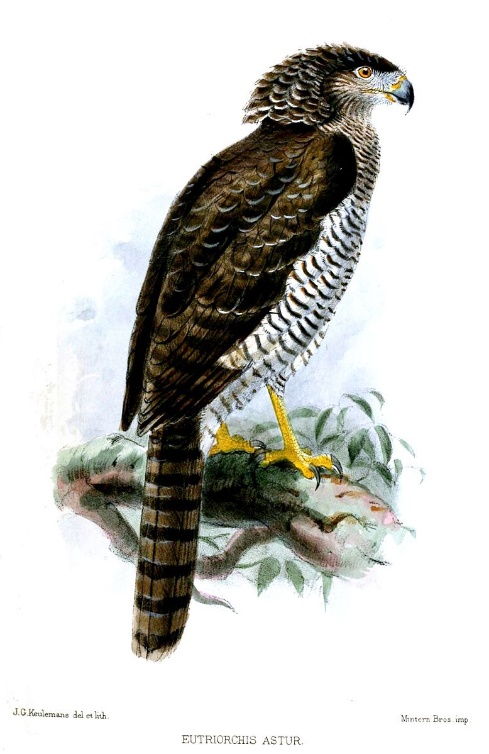 J.G.Keulemans del et lith.
Mintern Bros. imp.
EUTRIORCHIS ASTUR.